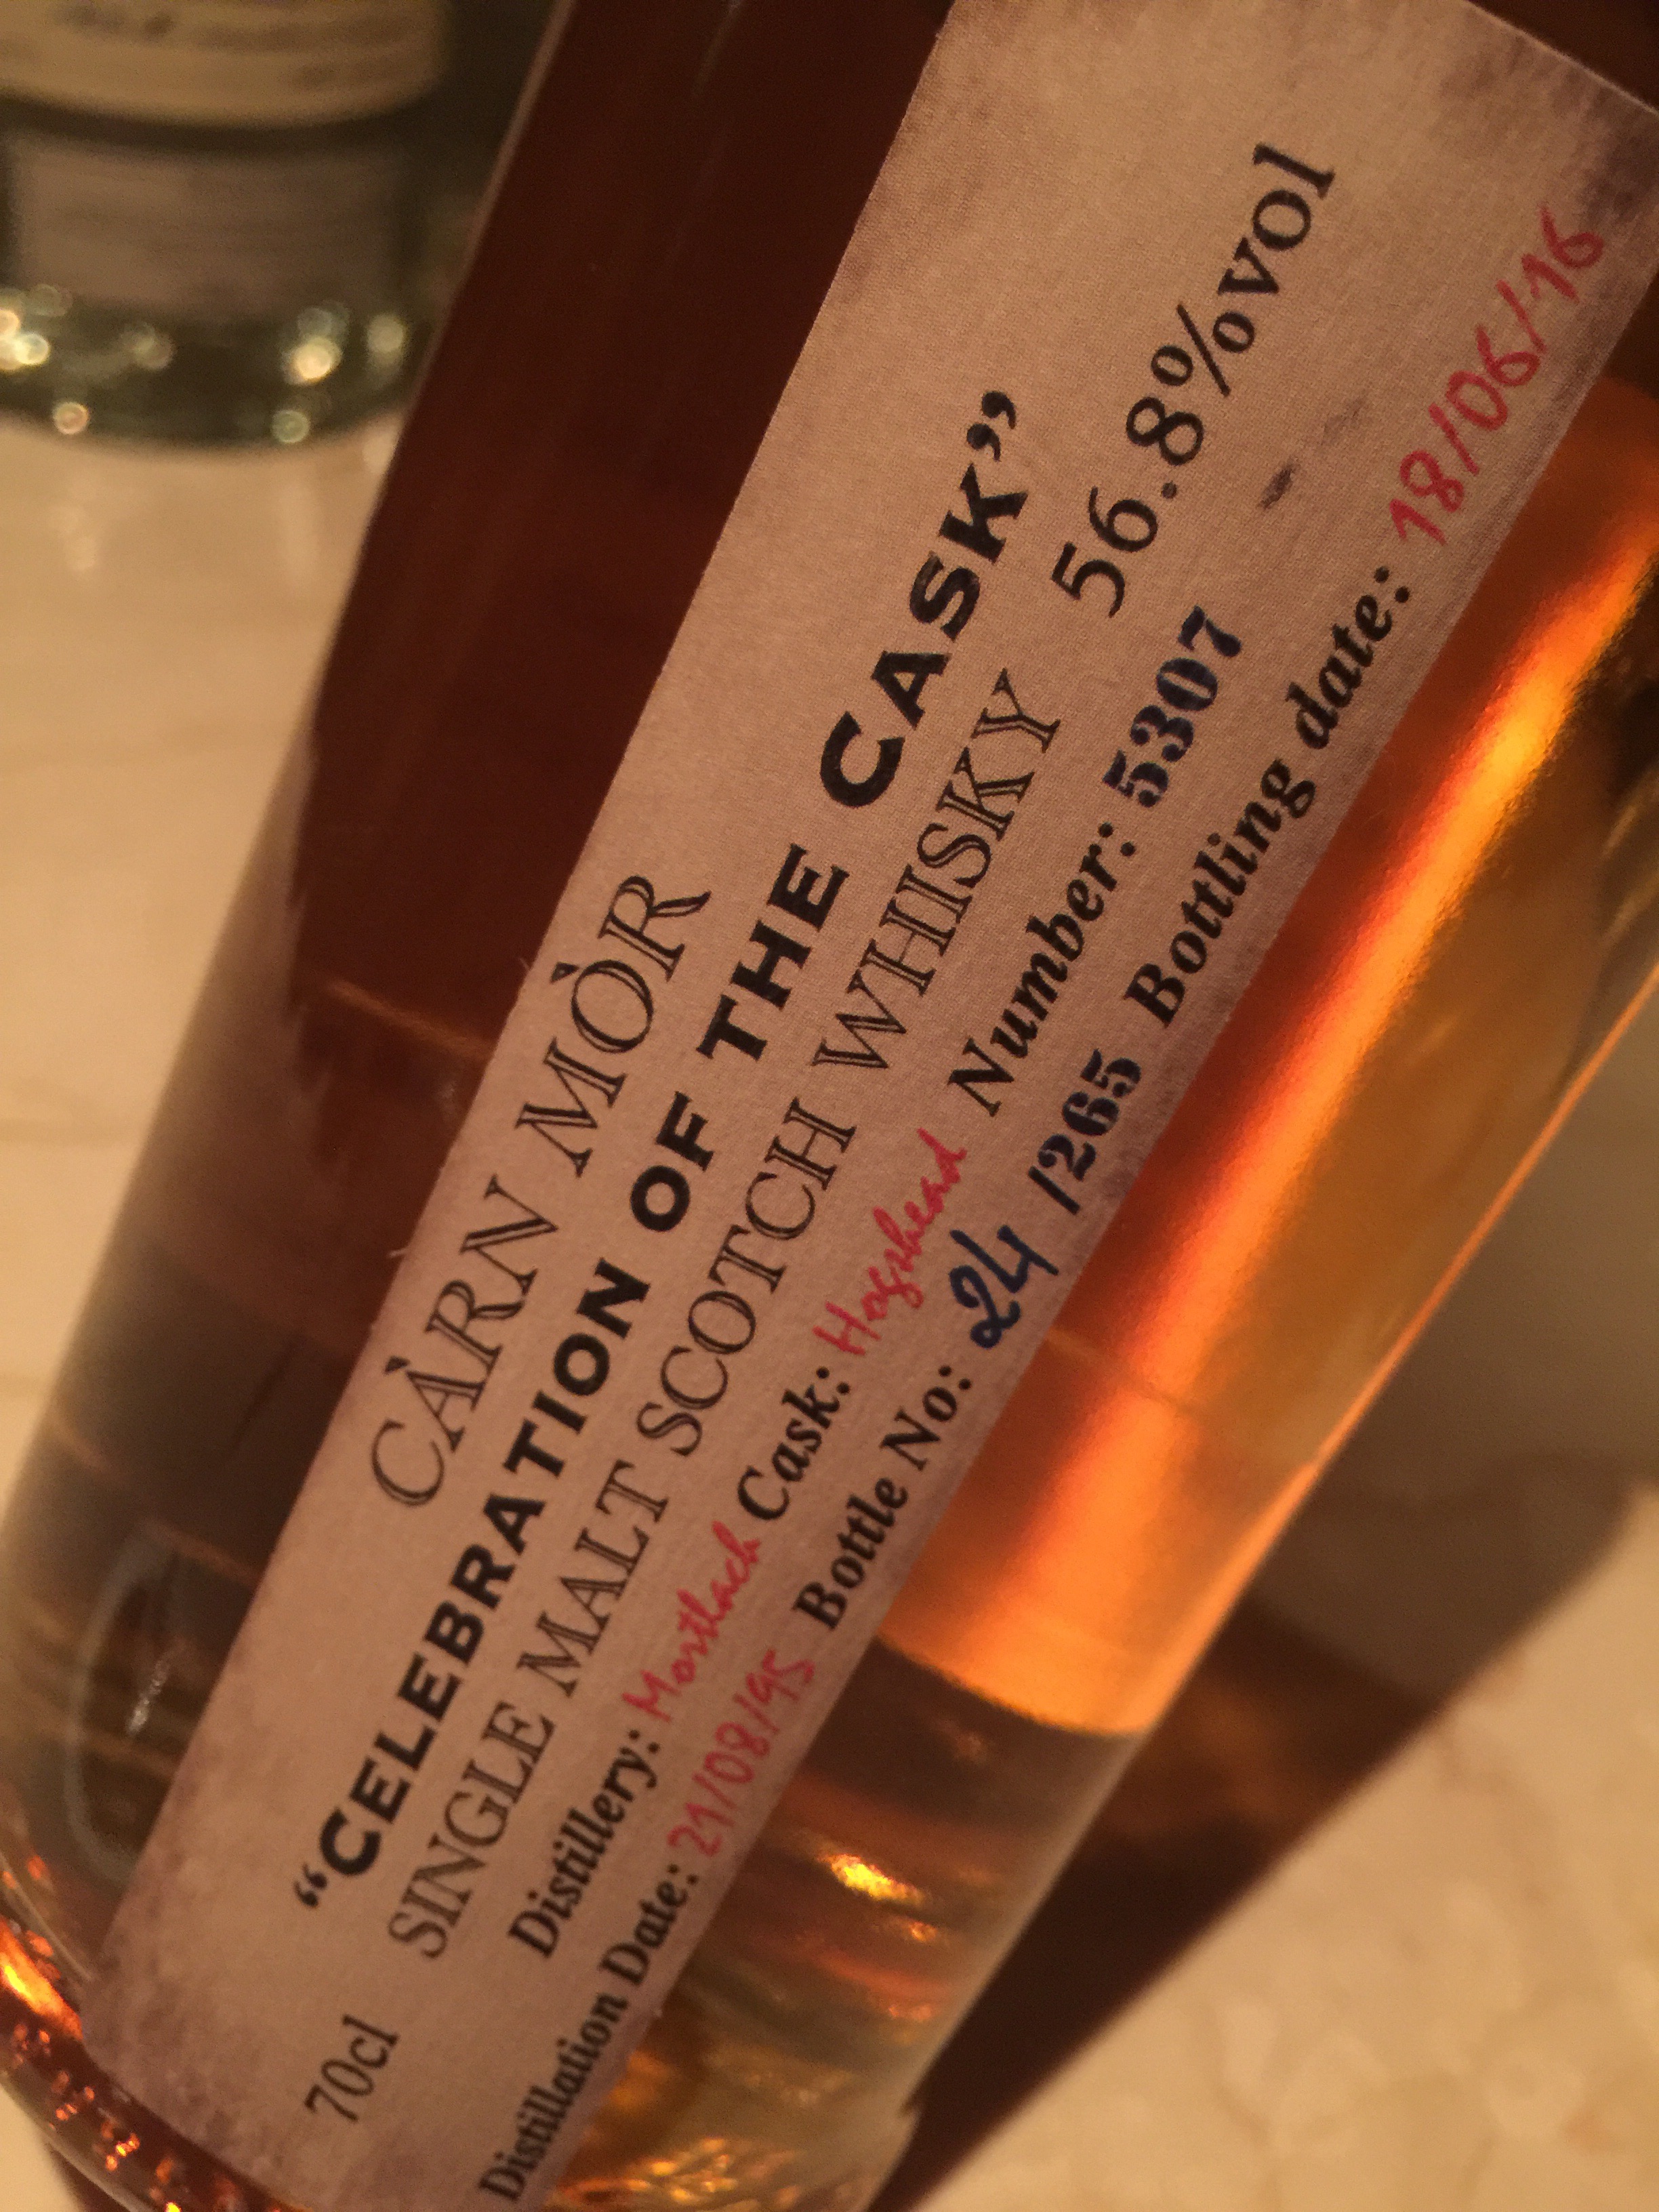 CÀRN MÒR
“CELEBRATION OF THE CASK”
70cl SINGLE MALT SCOTCH WHISKY 56.8%vol
Distillery: Mortlach Cask: Hogshead Number: 5307
Distillation Date: 21/08/95 Bottle No: 24 /265 Bottling date: 18/06/16